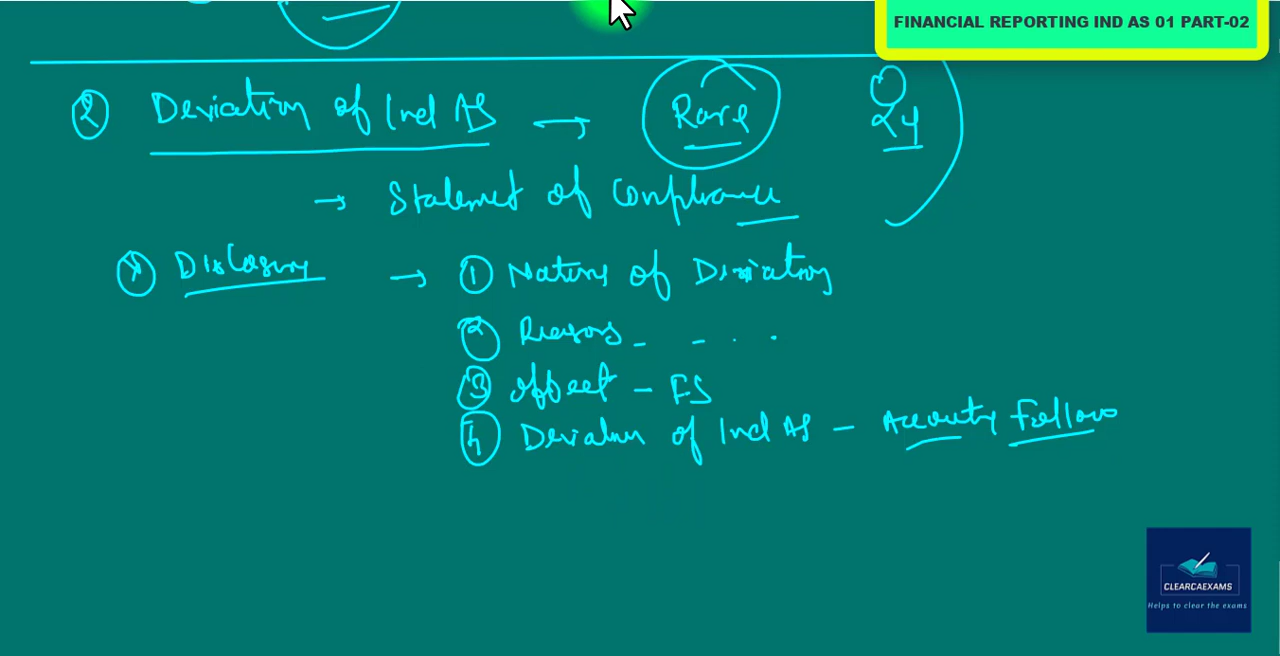 FINANCIAL REPORTING IND AS 01 PART-02
② Deviation of Ind AS → Rare Q 24
→ Statement of Compliance
Disclosure → ① Nature of Deviation
② Reasons - - . .
③ Effect - FS
④ Deviation of Ind AS - Accounting Follow
CLEARCAEXAMS
Helps to clear the exams